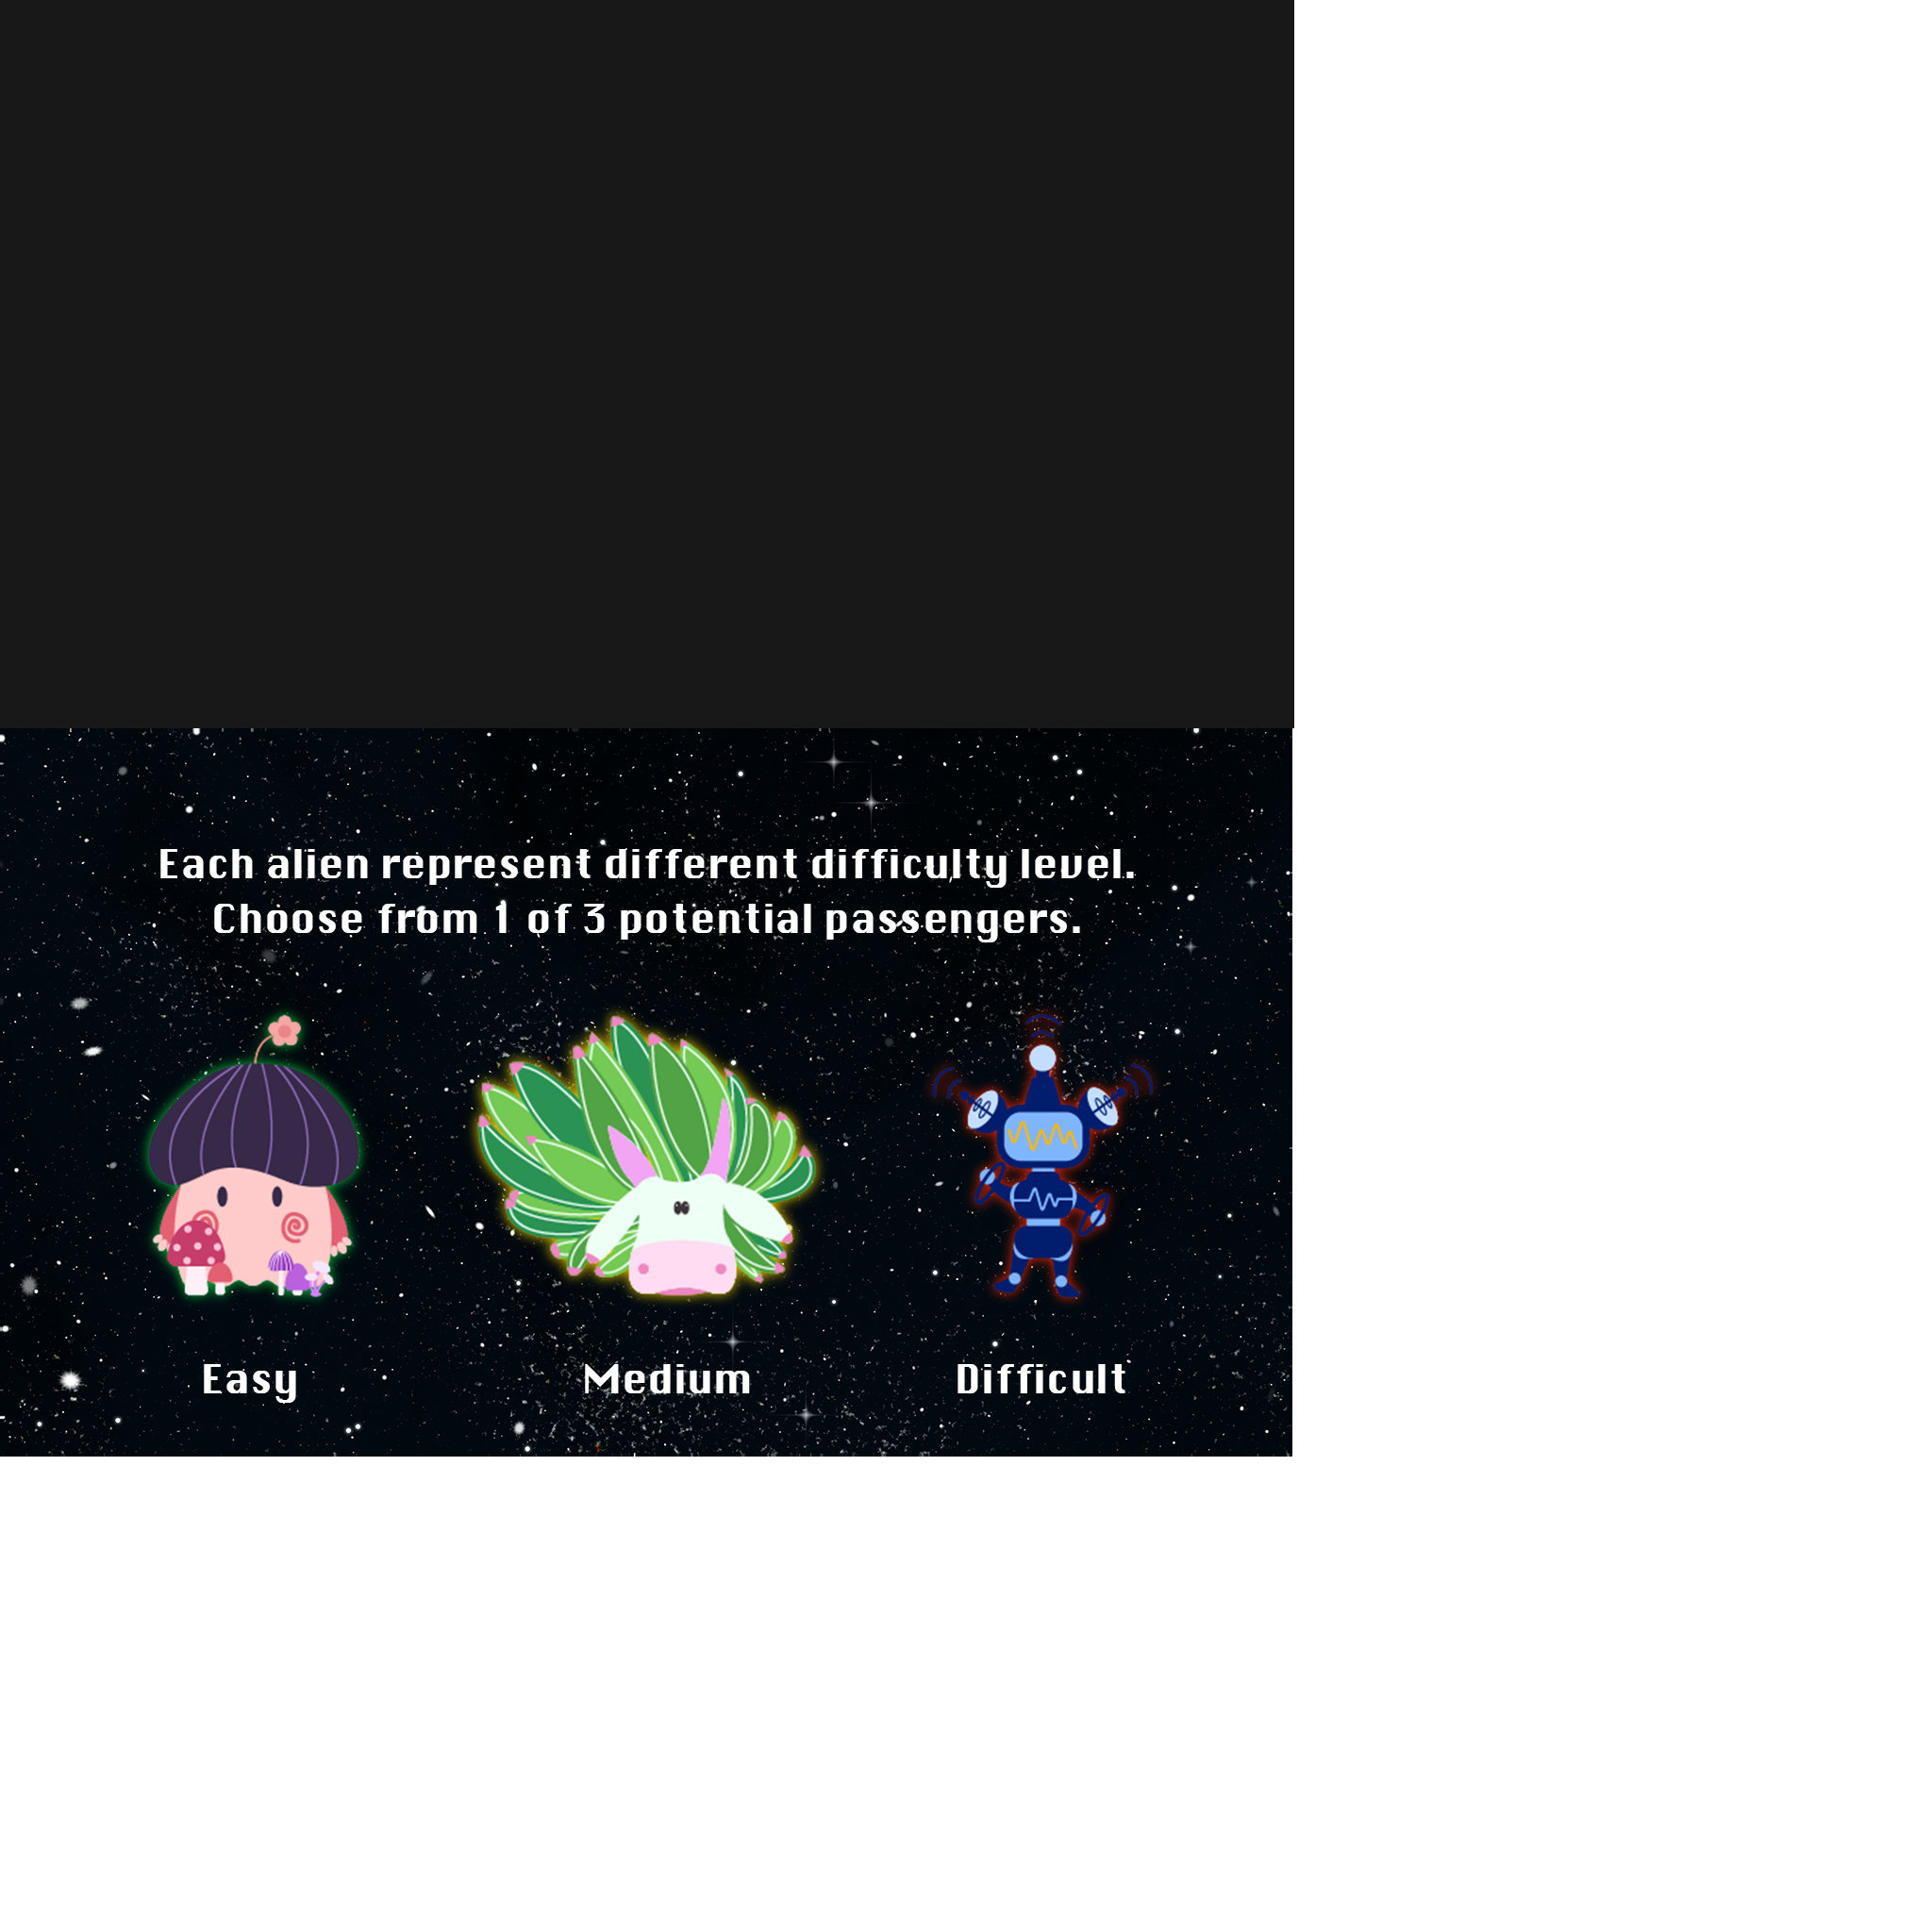 Each alien represent different difficulty level.
Choose from 1 of 3 potential passengers.
Easy
Medium
Difficult